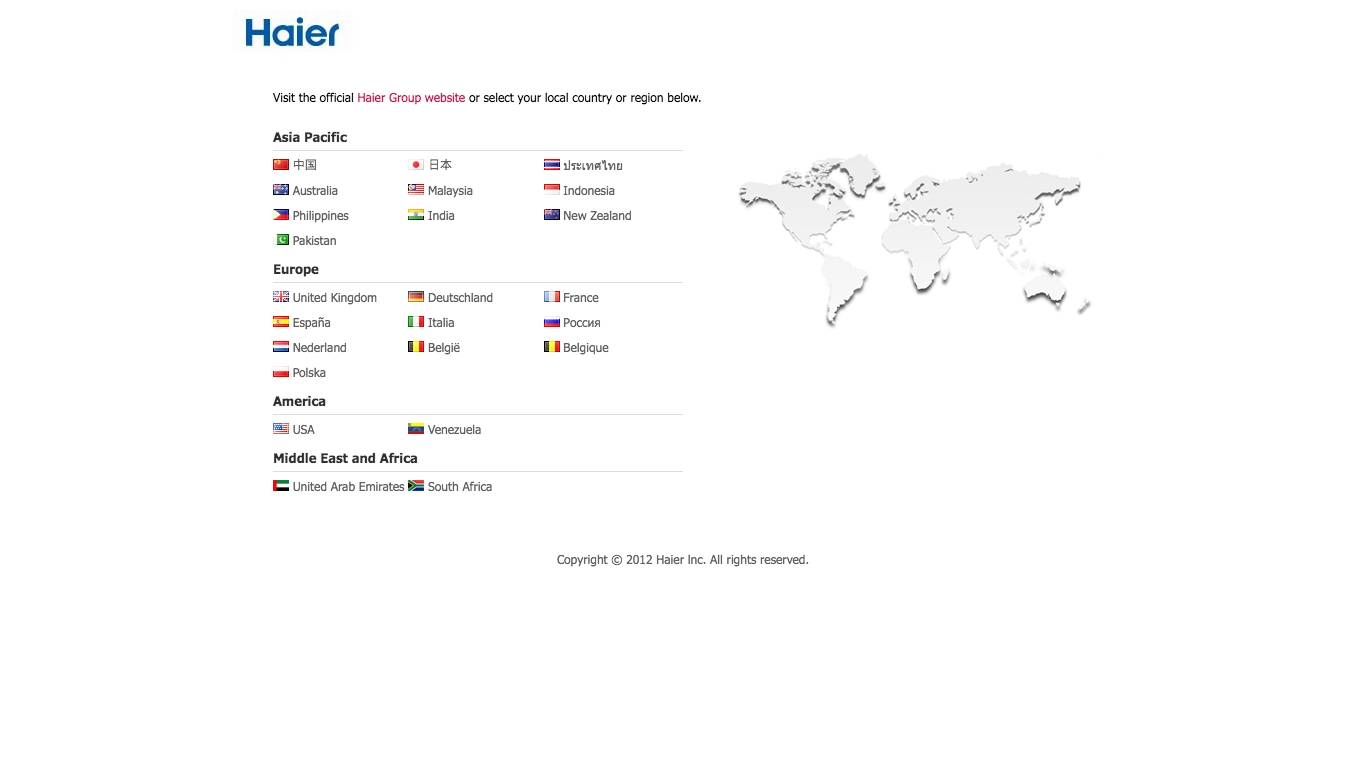 Haier
Visit the official Haier Group website or select your local country or region below.
Asia Pacific
中国 日本 ประเทศไทย
Australia Malaysia Indonesia
Philippines India New Zealand
Pakistan
Europe
United Kingdom Deutschland France
España Italia Россия
Nederland België Belgique
Polska
America
USA Venezuela
Middle East and Africa
United Arab Emirates South Africa
Copyright © 2012 Haier lnc. All rights reserved.